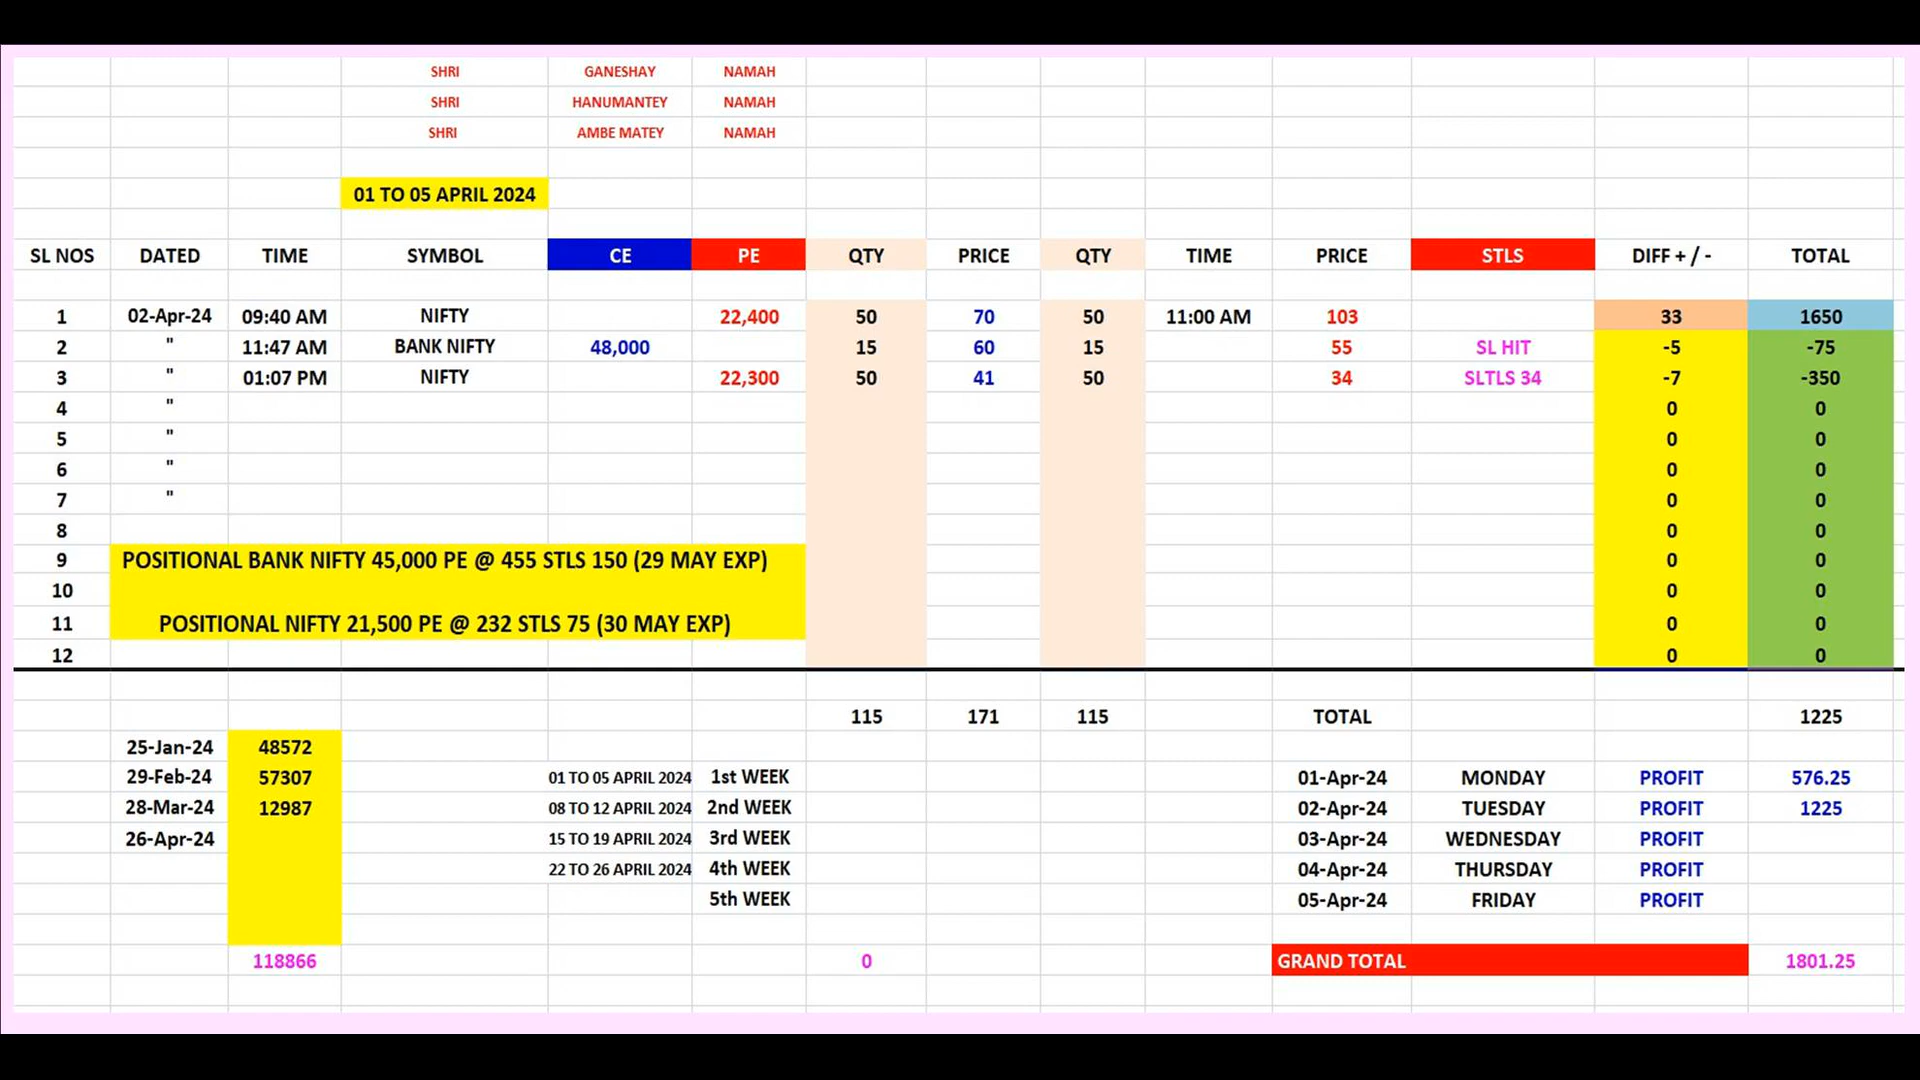 SHRI GANESHAY NAMAH
SHRI HANUMANTEY NAMAH
SHRI AMBE MATEY NAMAH
01 TO 05 APRIL 2024
SL NOS DATED TIME SYMBOL CE PE QTY PRICE QTY TIME PRICE STLS DIFF + / - TOTAL
1 02-Apr-24 09:40 AM NIFTY 22,400 50 70 50 11:00 AM 103 33 1650
2 " 11:47 AM BANK NIFTY 48,000 15 60 15 55 SL HIT -5 -75
3 " 01:07 PM NIFTY 22,300 50 41 50 34 SLTLS 34 -7 -350
4 " 0 0
5 " 0 0
6 " 0 0
7 " 0 0
8 0 0
9 POSITIONAL BANK NIFTY 45,000 PE @ 455 STLS 150 (29 MAY EXP) 0 0
10 0 0
11 POSITIONAL NIFTY 21,500 PE @ 232 STLS 75 (30 MAY EXP) 0 0
12 0 0
115 171 115 TOTAL 1225
25-Jan-24 48572
29-Feb-24 57307 01 TO 05 APRIL 2024 1st WEEK 01-Apr-24 MONDAY PROFIT 576.25
28-Mar-24 12987 08 TO 12 APRIL 2024 2nd WEEK 02-Apr-24 TUESDAY PROFIT 1225
26-Apr-24 15 TO 19 APRIL 2024 3rd WEEK 03-Apr-24 WEDNESDAY PROFIT
22 TO 26 APRIL 2024 4th WEEK 04-Apr-24 THURSDAY PROFIT
5th WEEK 05-Apr-24 FRIDAY PROFIT
118866 0 GRAND TOTAL 1801.25